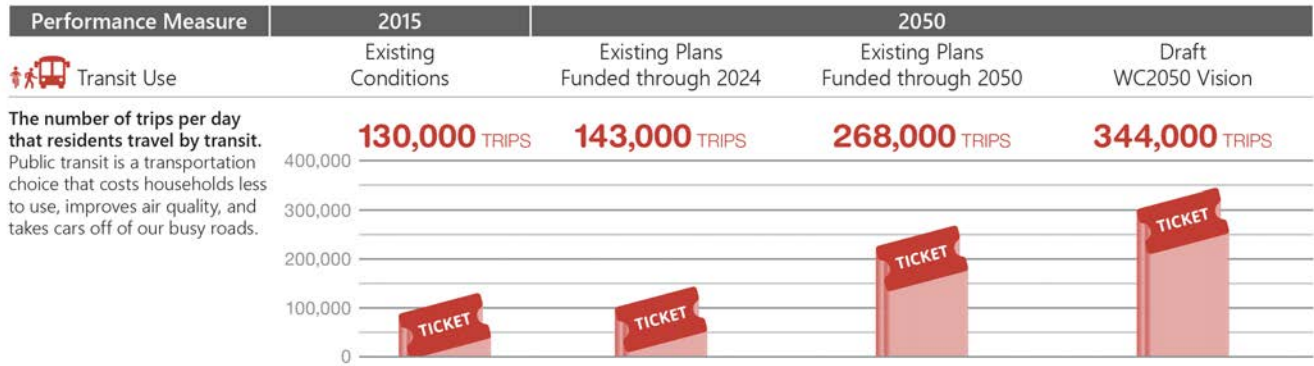 Performance Measure 2015 2050
Transit Use
Existing
Conditions
Existing Plans
Funded through 2024
Existing Plans
Funded through 2050
Draft
WC2050 Vision
The number of trips per day
that residents travel by transit.
Public transit is a transportation
choice that costs households less
to use, improves air quality, and
takes cars off of our busy roads.
130,000 TRIPS
143,000 TRIPS
268,000 TRIPS
344,000 TRIPS
400,000
300,000
200,000
100,000
0
TICKET
TICKET
TICKET
TICKET